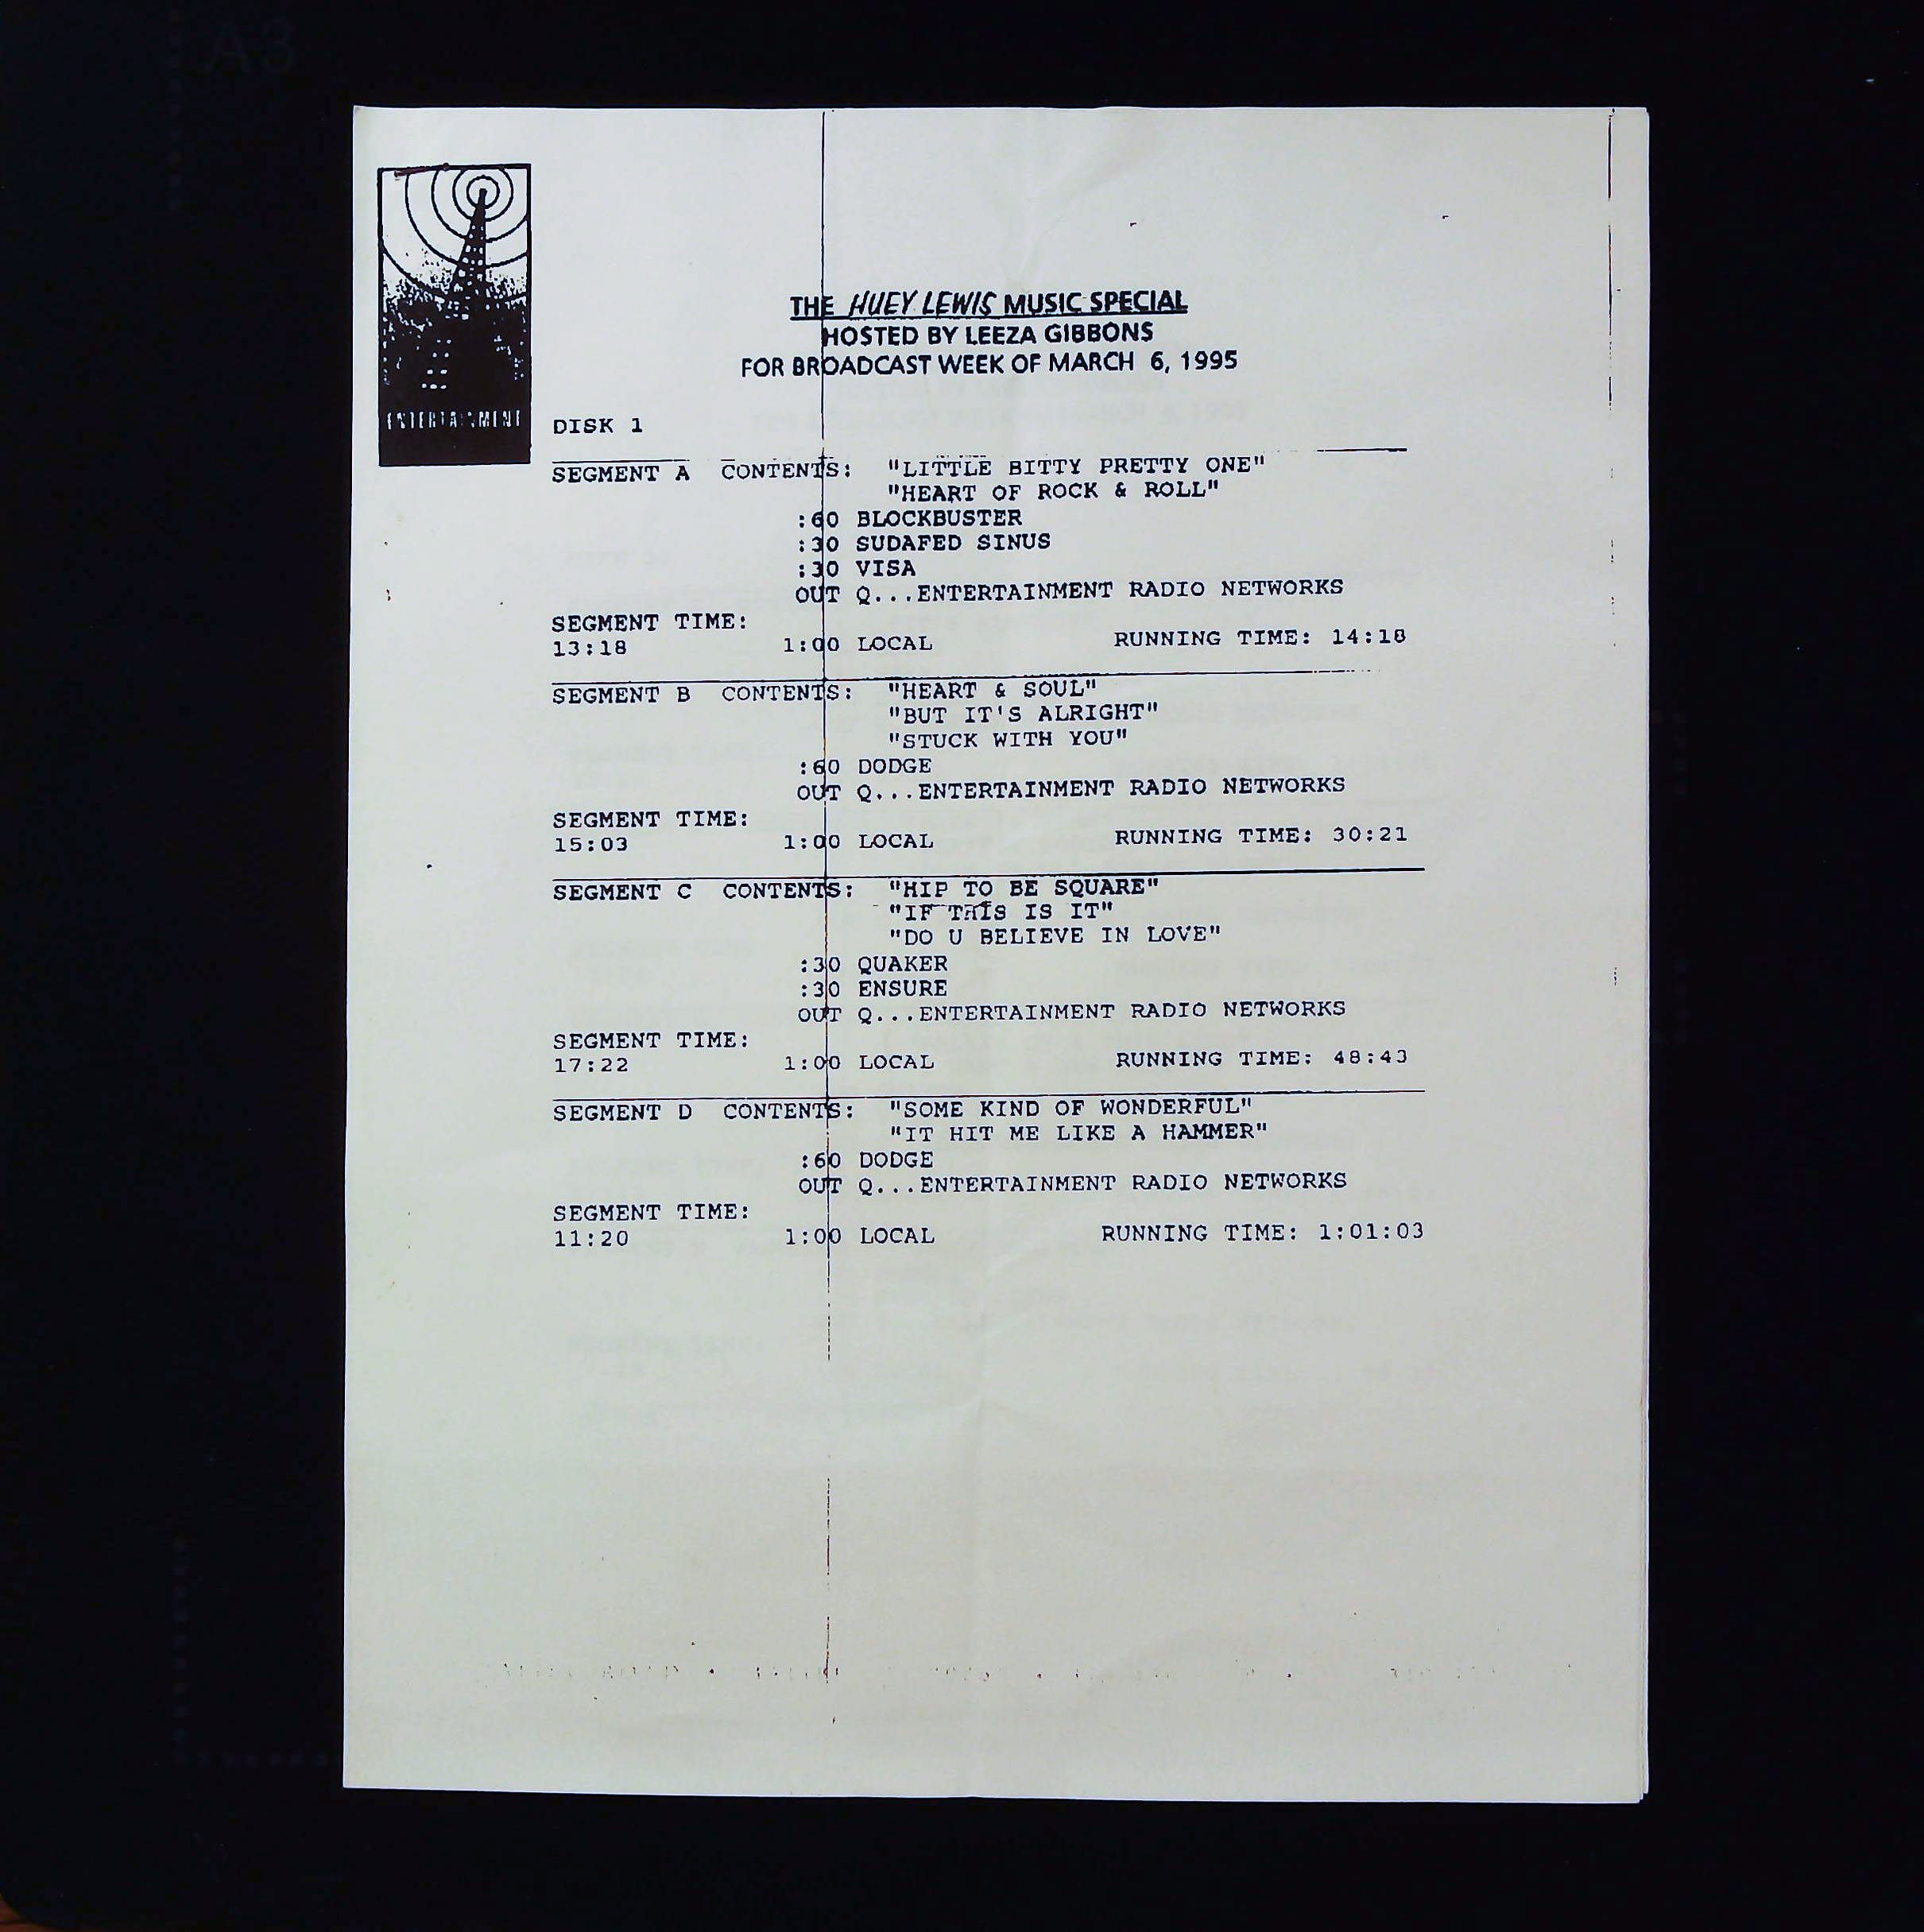 THE HUEY LEWIS MUSIC SPECIAL
HOSTED BY LEEZA GIBBONS
FOR BROADCAST WEEK OF MARCH 6, 1995
ENTERTAINMENT
DISK 1
SEGMENT A CONTENTS: "LITTLE BITTY PRETTY ONE"
"HEART OF ROCK & ROLL"
:60 BLOCKBUSTER
:30 SUDAFED SINUS
:30 VISA
OUT Q...ENTERTAINMENT RADIO NETWORKS
SEGMENT TIME:
13:18 1:00 LOCAL RUNNING TIME: 14:18
SEGMENT B CONTENTS: "HEART & SOUL"
"BUT IT'S ALRIGHT"
"STUCK WITH YOU"
:60 DODGE
OUT Q...ENTERTAINMENT RADIO NETWORKS
SEGMENT TIME:
15:03 1:00 LOCAL RUNNING TIME: 30:21
SEGMENT C CONTENTS: "HIP TO BE SQUARE"
"IF THIS IS IT"
"DO U BELIEVE IN LOVE"
:30 QUAKER
:30 ENSURE
OUT Q...ENTERTAINMENT RADIO NETWORKS
SEGMENT TIME:
17:22 1:00 LOCAL RUNNING TIME: 48:43
SEGMENT D CONTENTS: "SOME KIND OF WONDERFUL"
"IT HIT ME LIKE A HAMMER"
:60 DODGE
OUT Q...ENTERTAINMENT RADIO NETWORKS
SEGMENT TIME:
11:20 1:00 LOCAL RUNNING TIME: 1:01:03
A3